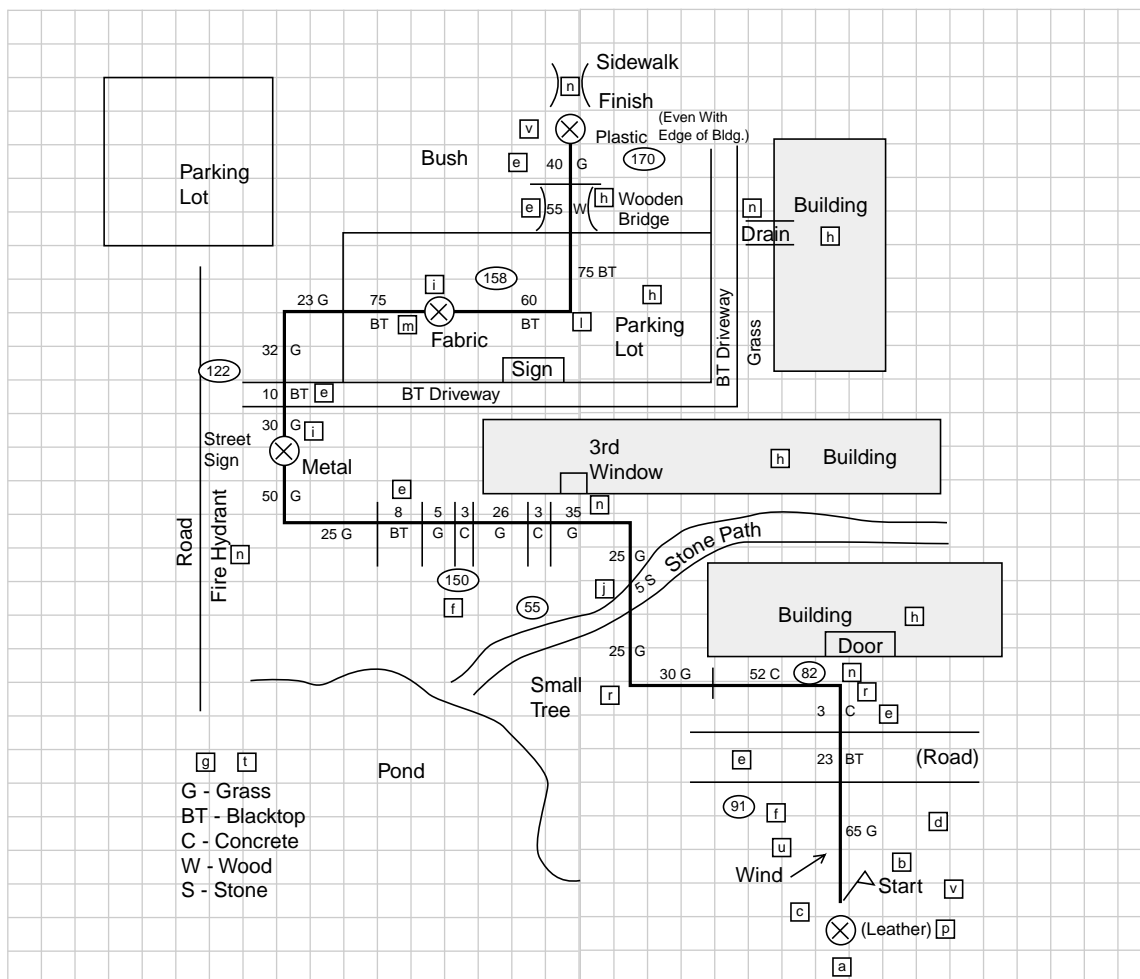 Sidewalk
n
Finish
v
Plastic
(Even With
Edge of Bldg.)
Bush
e
40 G
170
Parking
Lot
e
55 W
h
Wooden
Bridge
n
Drain
Building
h
i
158
75 BT
h
23 G
75
BT
m
Fabric
60
BT
l
Parking
Lot
BT Driveway
Grass
32 G
122
Sign
10 BT
e
BT Driveway
30 G
i
Street
Sign
Metal
3rd
Window
h
Building
50 G
e
n
8
BT
5
G
3
C
26
G
3
C
35
G
25 G
Road
Fire Hydrant
n
150
f
55
25 G
j
5 S
Stone Path
Building
h
Door
25 G
30 G
52 C
82
n
r
e
Small
Tree
r
3 C
g
t
Pond
e
23 BT
(Road)
G - Grass
BT - Blacktop
C - Concrete
W - Wood
S - Stone
91
f
u
65 G
d
b
Wind
Start
v
c
(Leather)
p
a